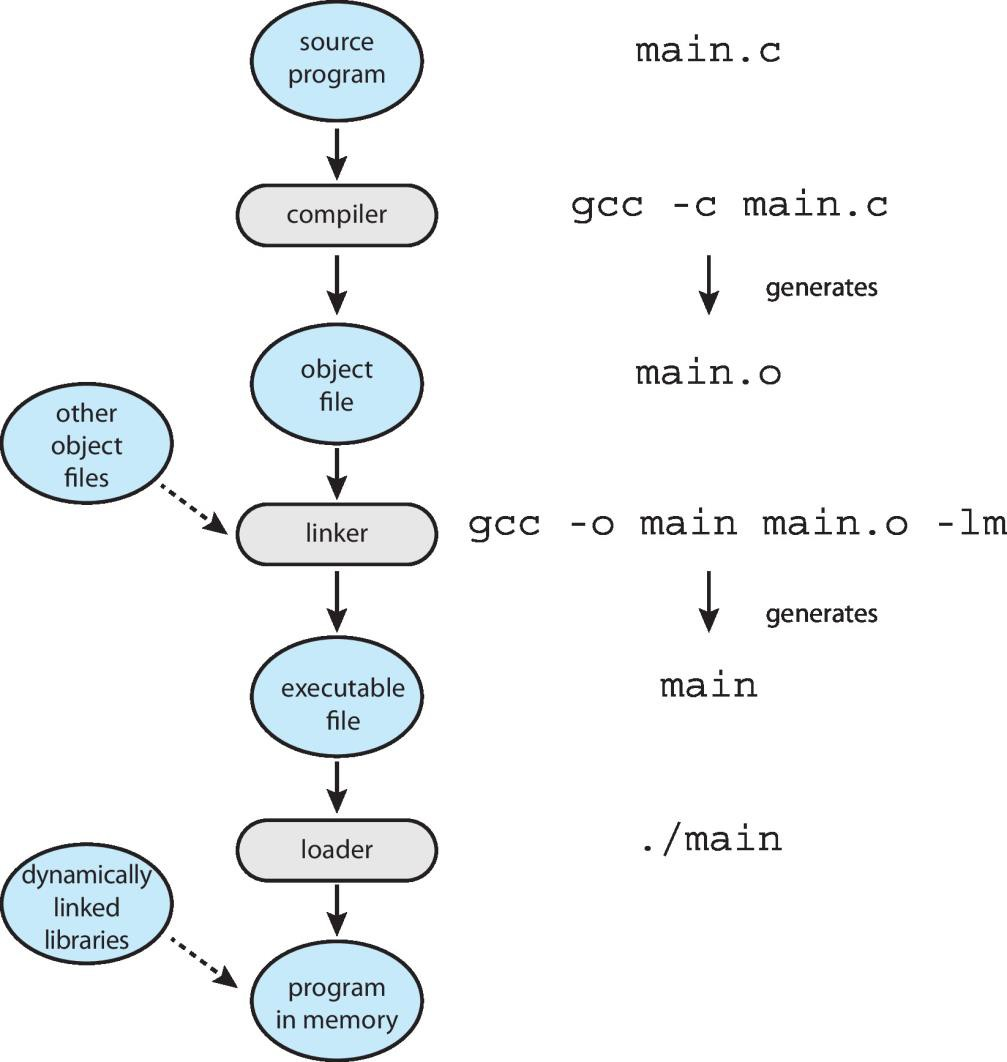 source
program
main.c
compiler
gcc -c main.c
generates
object
file
main.o
other
object
files
linker
gcc -o main main.o -lm
generates
executable
file
main
loader
./main
dynamically
linked
libraries
program
in memory